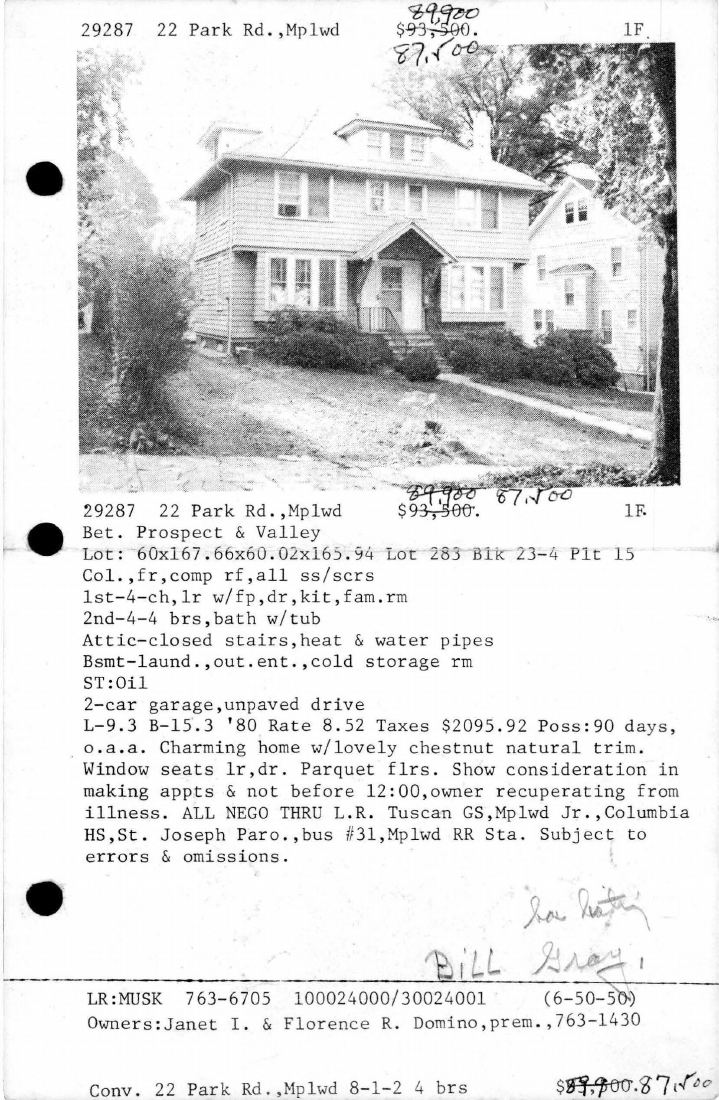 89,900
29287 22 Park Rd.,Mplwd $93,500. 1F
87,500
89,900 87,500
29287 22 Park Rd.,Mplwd $93,500. 1F.
Bet. Prospect & Valley
Lot: 60x167.66x60.02x165.94 Lot 283 Blk 23-4 Plt 15
Col.,fr,comp rf,all ss/scrs
1st-4-ch,lr w/fp,dr,kit,fam.rm
2nd-4-4 brs,bath w/tub
Attic-closed stairs,heat & water pipes
Bsmt-laund.,out.ent.,cold storage rm
ST:Oil
2-car garage,unpaved drive
L-9.3 B-15.3 '80 Rate 8.52 Taxes $2095.92 Poss:90 days,
o.a.a. Charming home w/lovely chestnut natural trim.
Window seats lr,dr. Parquet flrs. Show consideration in
making appts & not before 12:00,owner recuperating from
illness. ALL NEGO THRU L.R. Tuscan GS,Mplwd Jr.,Columbia
HS,St. Joseph Paro.,bus #31,Mplwd RR Sta. Subject to
errors & omissions.
Bill Gray,
LR:MUSK 763-6705 100024000/30024001 (6-50-50)
Owners:Janet I. & Florence R. Domino,prem.,763-1430
Conv. 22 Park Rd.,Mplwd 8-1-2 4 brs $89,900. 87,500